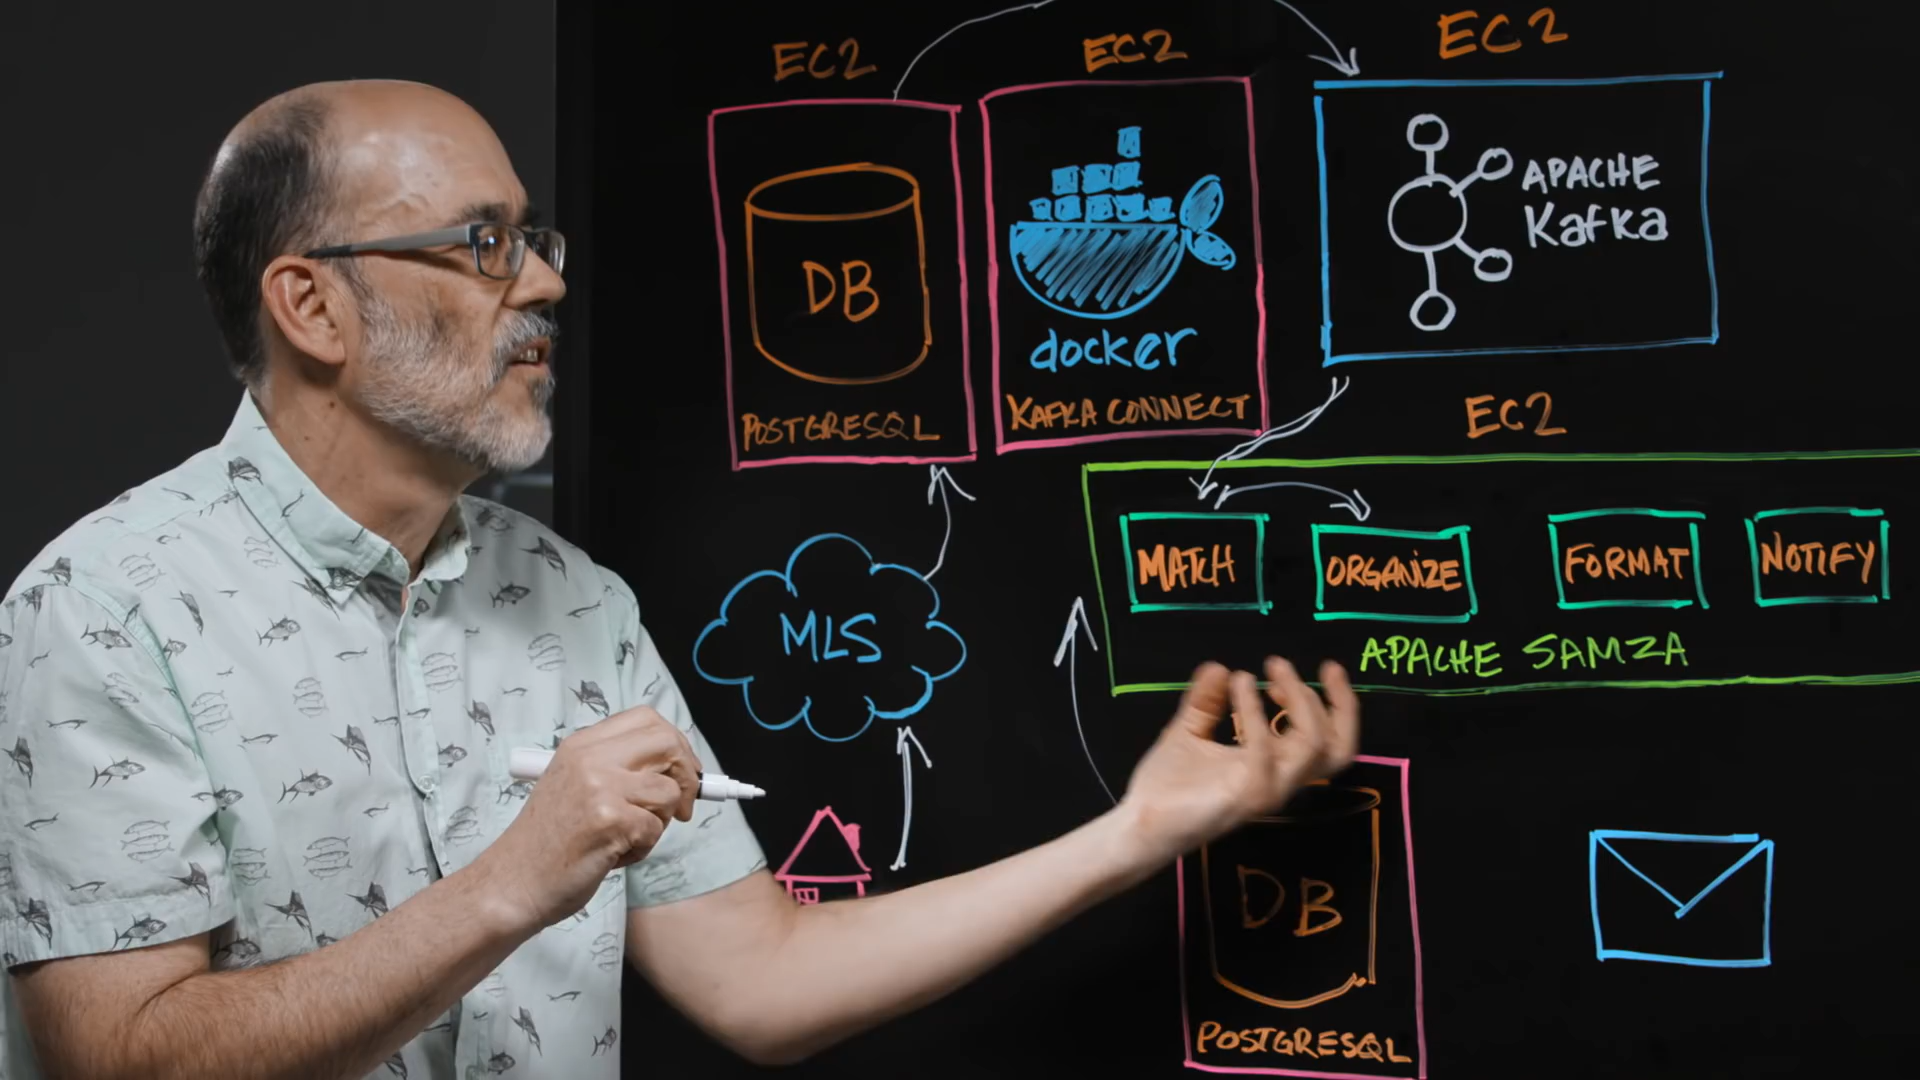 EC2
EC2
EC2
DB
POSTGRESQL
docker
KAFKA CONNECT
APACHE
Kafka
EC2
MATCH
ORGANIZE
FORMAT
NOTIFY
APACHE SAMZA
MLS
DB
POSTGRESQL